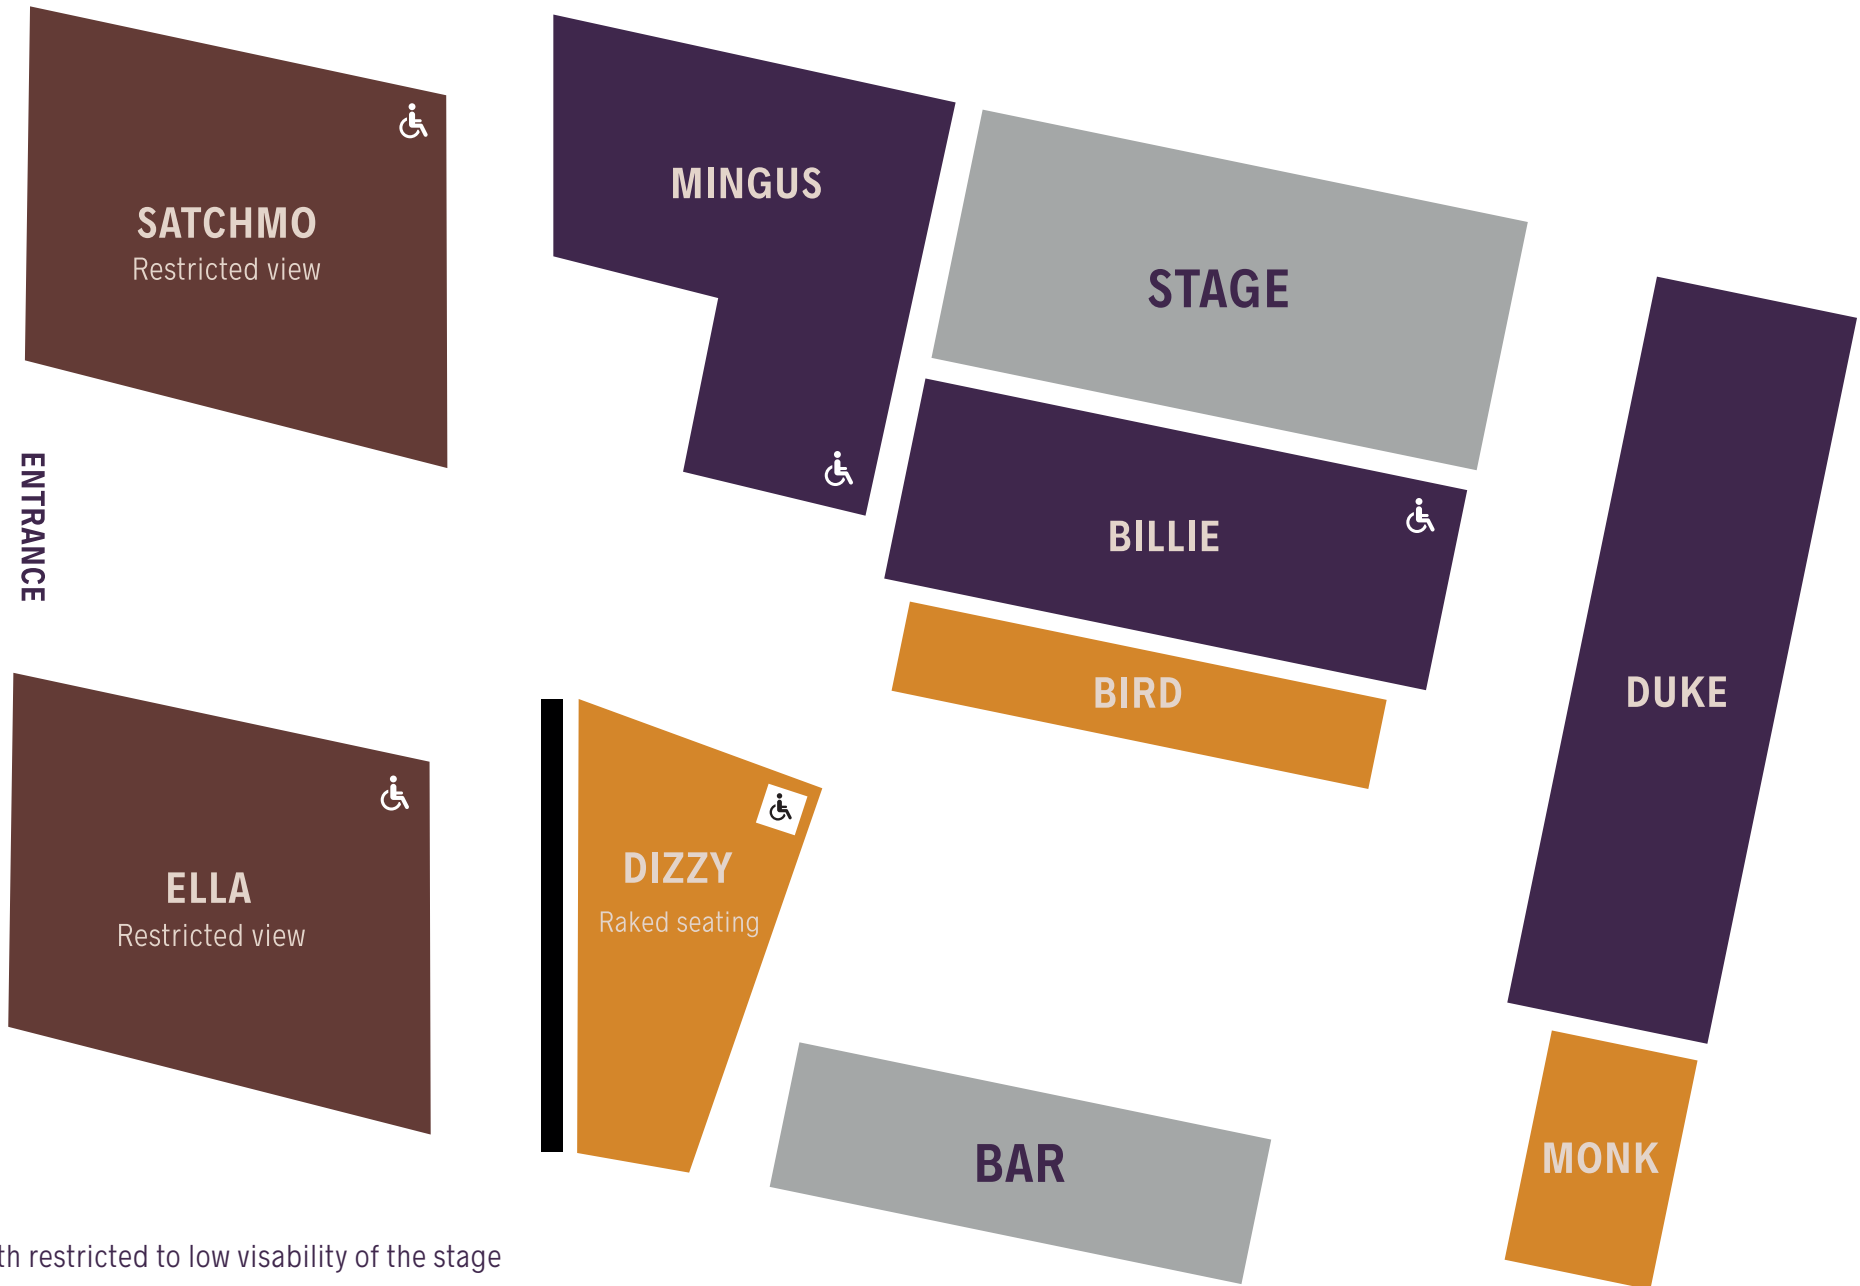 MINGUS
SATCHMO
Restricted view
STAGE
ENTRANCE
BILLIE
BIRD
DUKE
DIZZY
Raked seating
ELLA
Restricted view
BAR
MONK
restricted to low visability of the stage